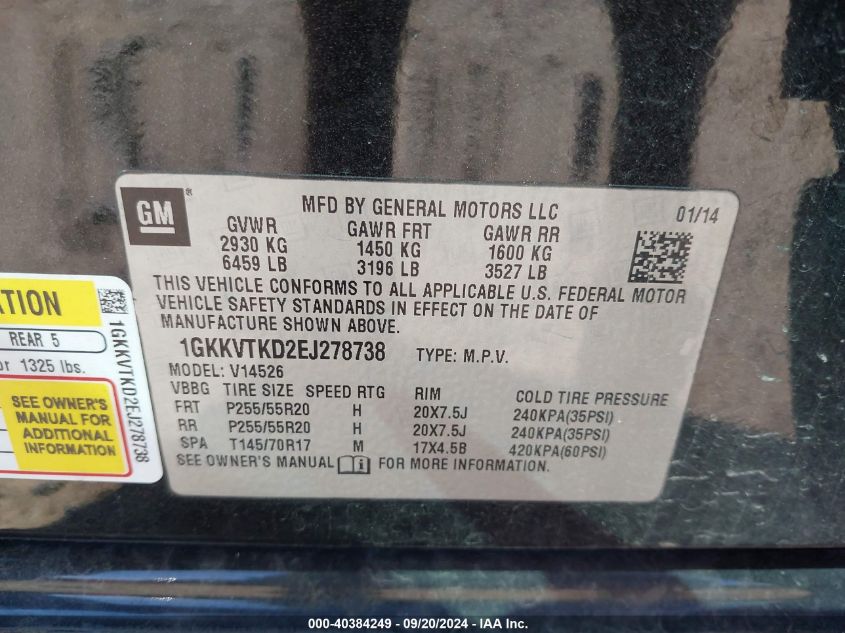 GM ®
MFD BY GENERAL MOTORS LLC 01/14
GVWR GAWR FRT GAWR RR
2930 KG 1450 KG 1600 KG
6459 LB 3196 LB 3527 LB
THIS VEHICLE CONFORMS TO ALL APPLICABLE U.S. FEDERAL MOTOR
VEHICLE SAFETY STANDARDS IN EFFECT ON THE DATE OF
MANUFACTURE SHOWN ABOVE.
1GKKVTKD2EJ278738 TYPE: M.P.V.
MODEL: V14526
VBBG TIRE SIZE SPEED RTG RIM COLD TIRE PRESSURE
FRT P255/55R20 H 20X7.5J 240KPA(35PSI)
RR P255/55R20 H 20X7.5J 240KPA(35PSI)
SPA T145/70R17 M 17X4.5B 420KPA(60PSI)
SEE OWNER'S MANUAL FOR MORE INFORMATION.
REAR 5
1325 lbs.
SEE OWNER'S
MANUAL FOR
ADDITIONAL
INFORMATION
1GKKVTKD2EJ278738
000-40384249 - 09/20/2024 - IAA Inc.